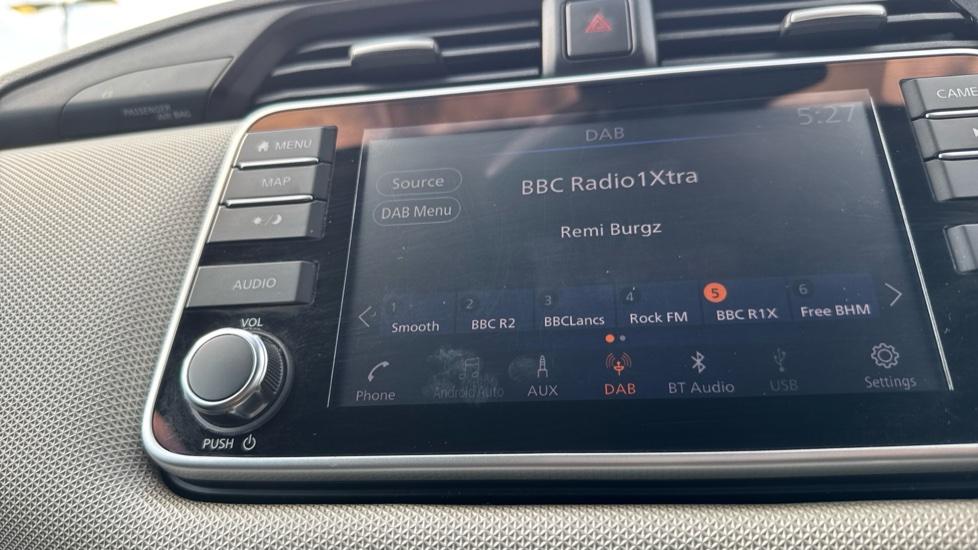 PASSENGER
AIR BAG
MENU
MAP
AUDIO
VOL
PUSH
DAB
5:27
Source
DAB Menu
BBC Radio1Xtra
Remi Burgz
1 Smooth
2 BBC R2
3 BBCLancs
4 Rock FM
5 BBC R1X
6 Free BHM
Phone
Android Auto
AUX
DAB
BT Audio
USB
Settings
CAME